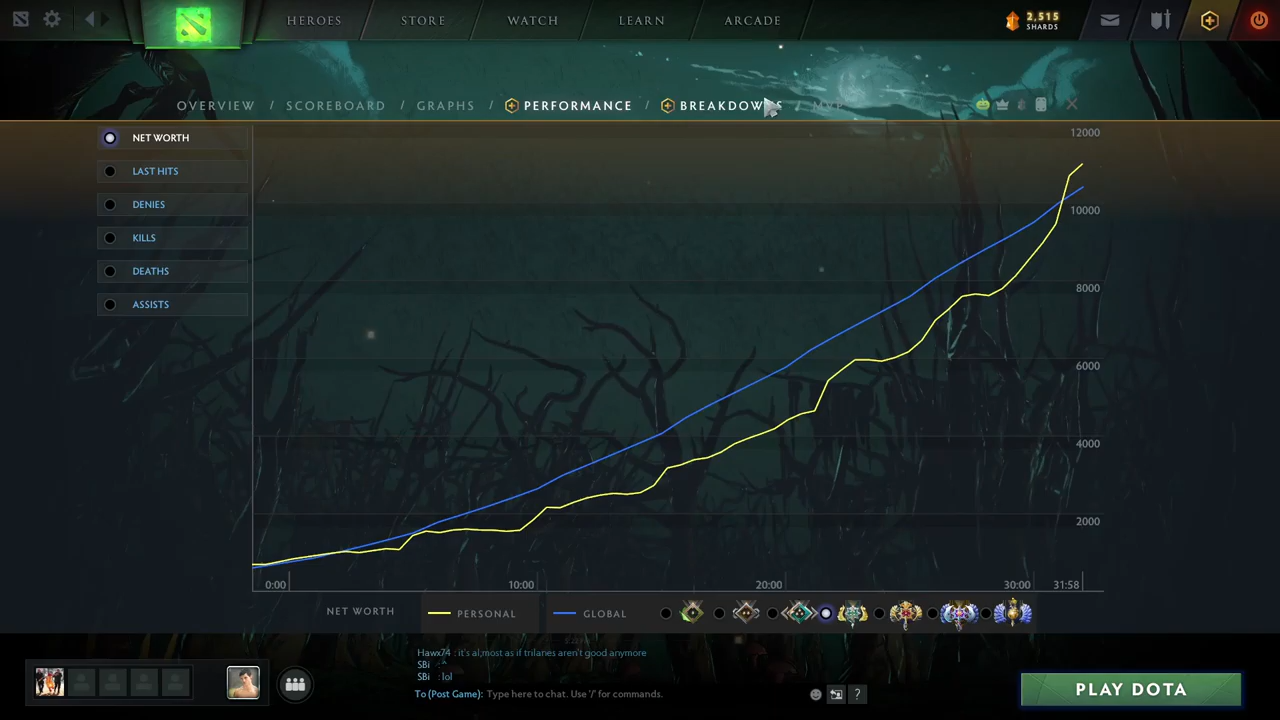 HEROES STORE WATCH LEARN ARCADE
2,515
SHARDS
OVERVIEW / SCOREBOARD / GRAPHS / PERFORMANCE / BREAKDOWNS / MVP
NET WORTH
LAST HITS
DENIES
KILLS
DEATHS
ASSISTS
12000
10000
8000
6000
4000
2000
0:00 10:00 20:00 30:00 31:58
NET WORTH PERSONAL GLOBAL
Hawx74 : it's al,most as if trilanes aren't good anymore
SBi : ^
SBi : lol
To (Post Game): Type here to chat. Use '/' for commands.
?
PLAY DOTA